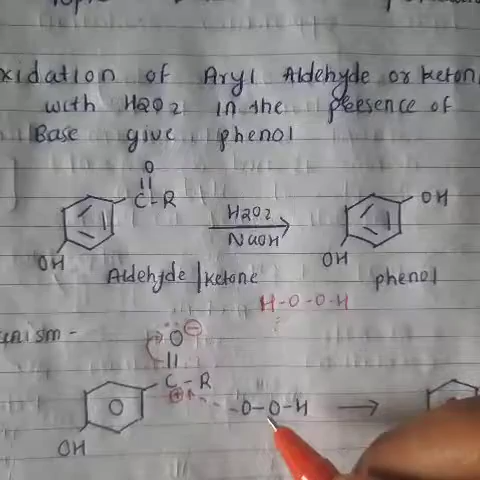 xidation of Aryl Aldehyde or keton
with H2O2 in the presence of
Base give phenol
O
C-R
H2O2
NaOH
OH
OH
OH
Aldehyde/ketone
phenol
H-O-O-H
anism -
O
C-R
-O-O-H
OH